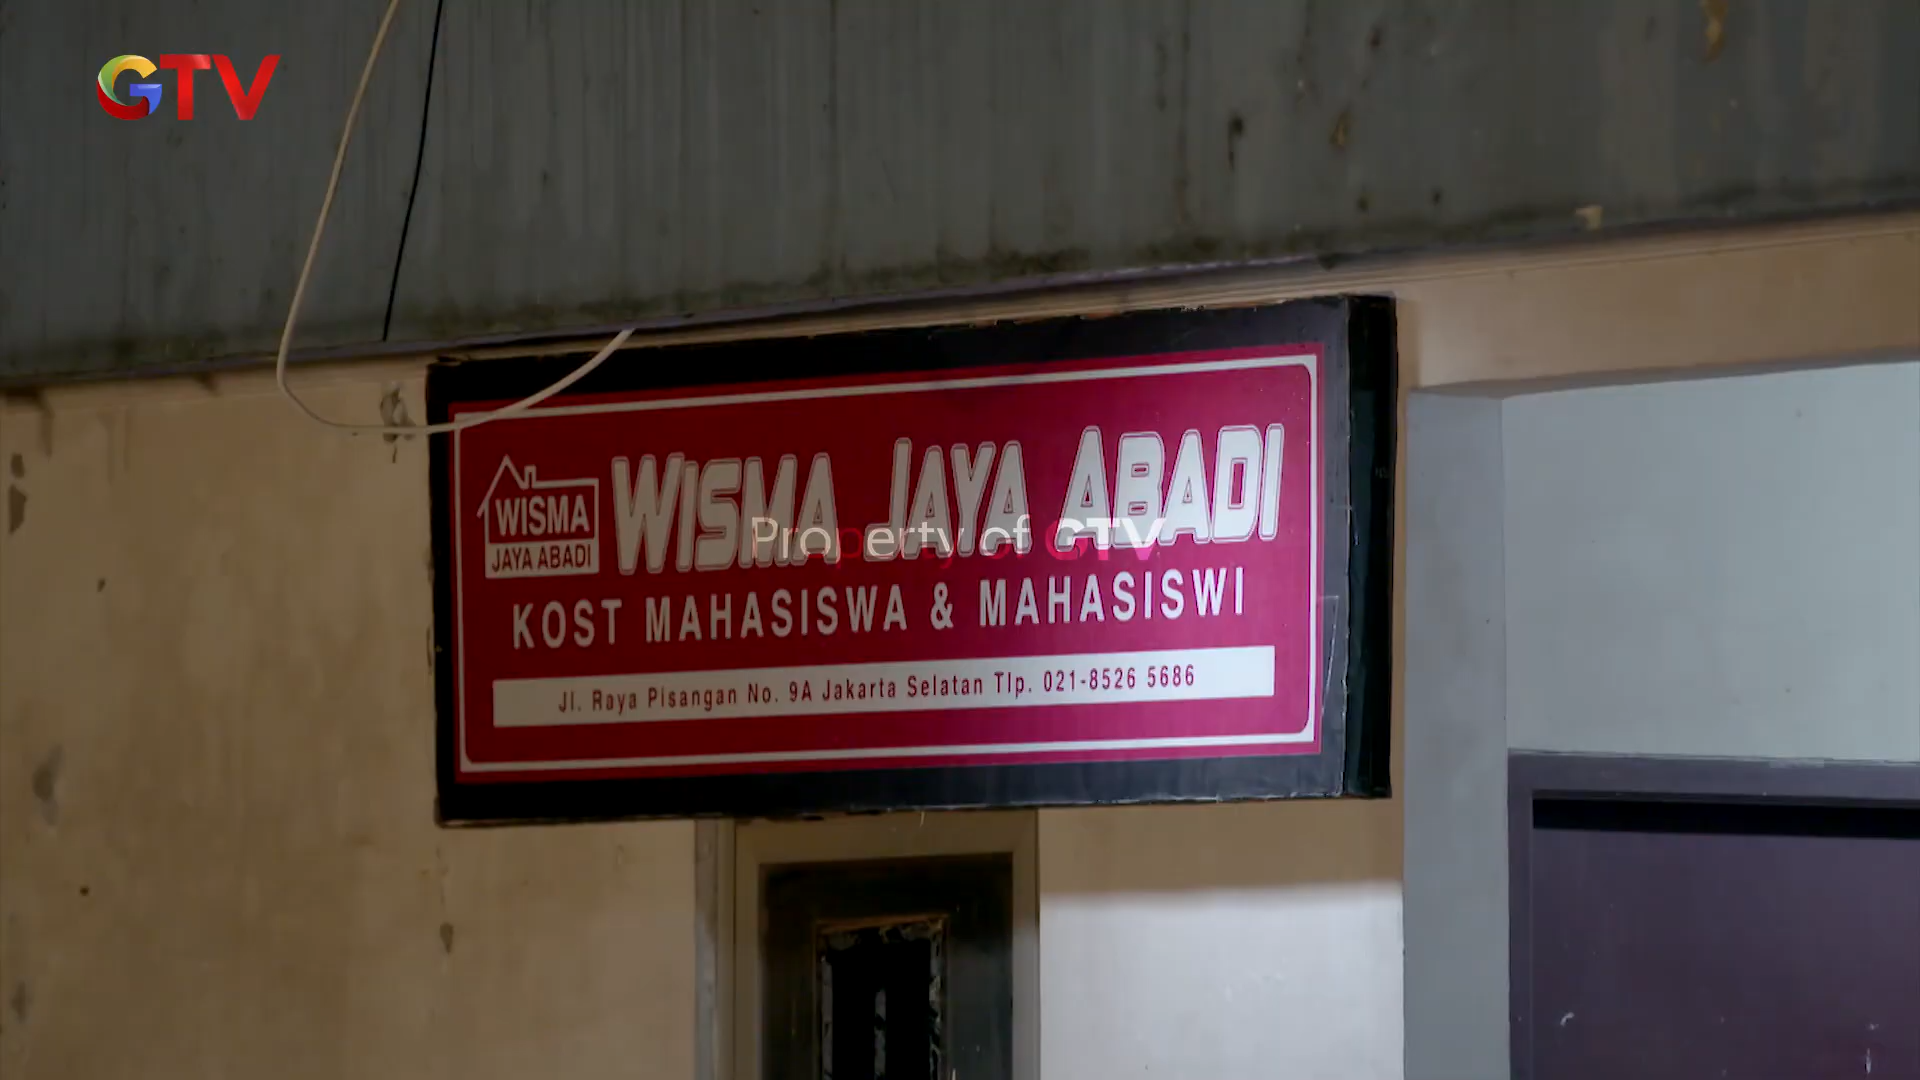 GTV
WISMA
JAYA ABADI
WISMA JAYA ABADI
Property of GTV
KOST MAHASISWA & MAHASISWI
Jl. Raya Pisangan No. 9A Jakarta Selatan Tlp. 021-8526 5686